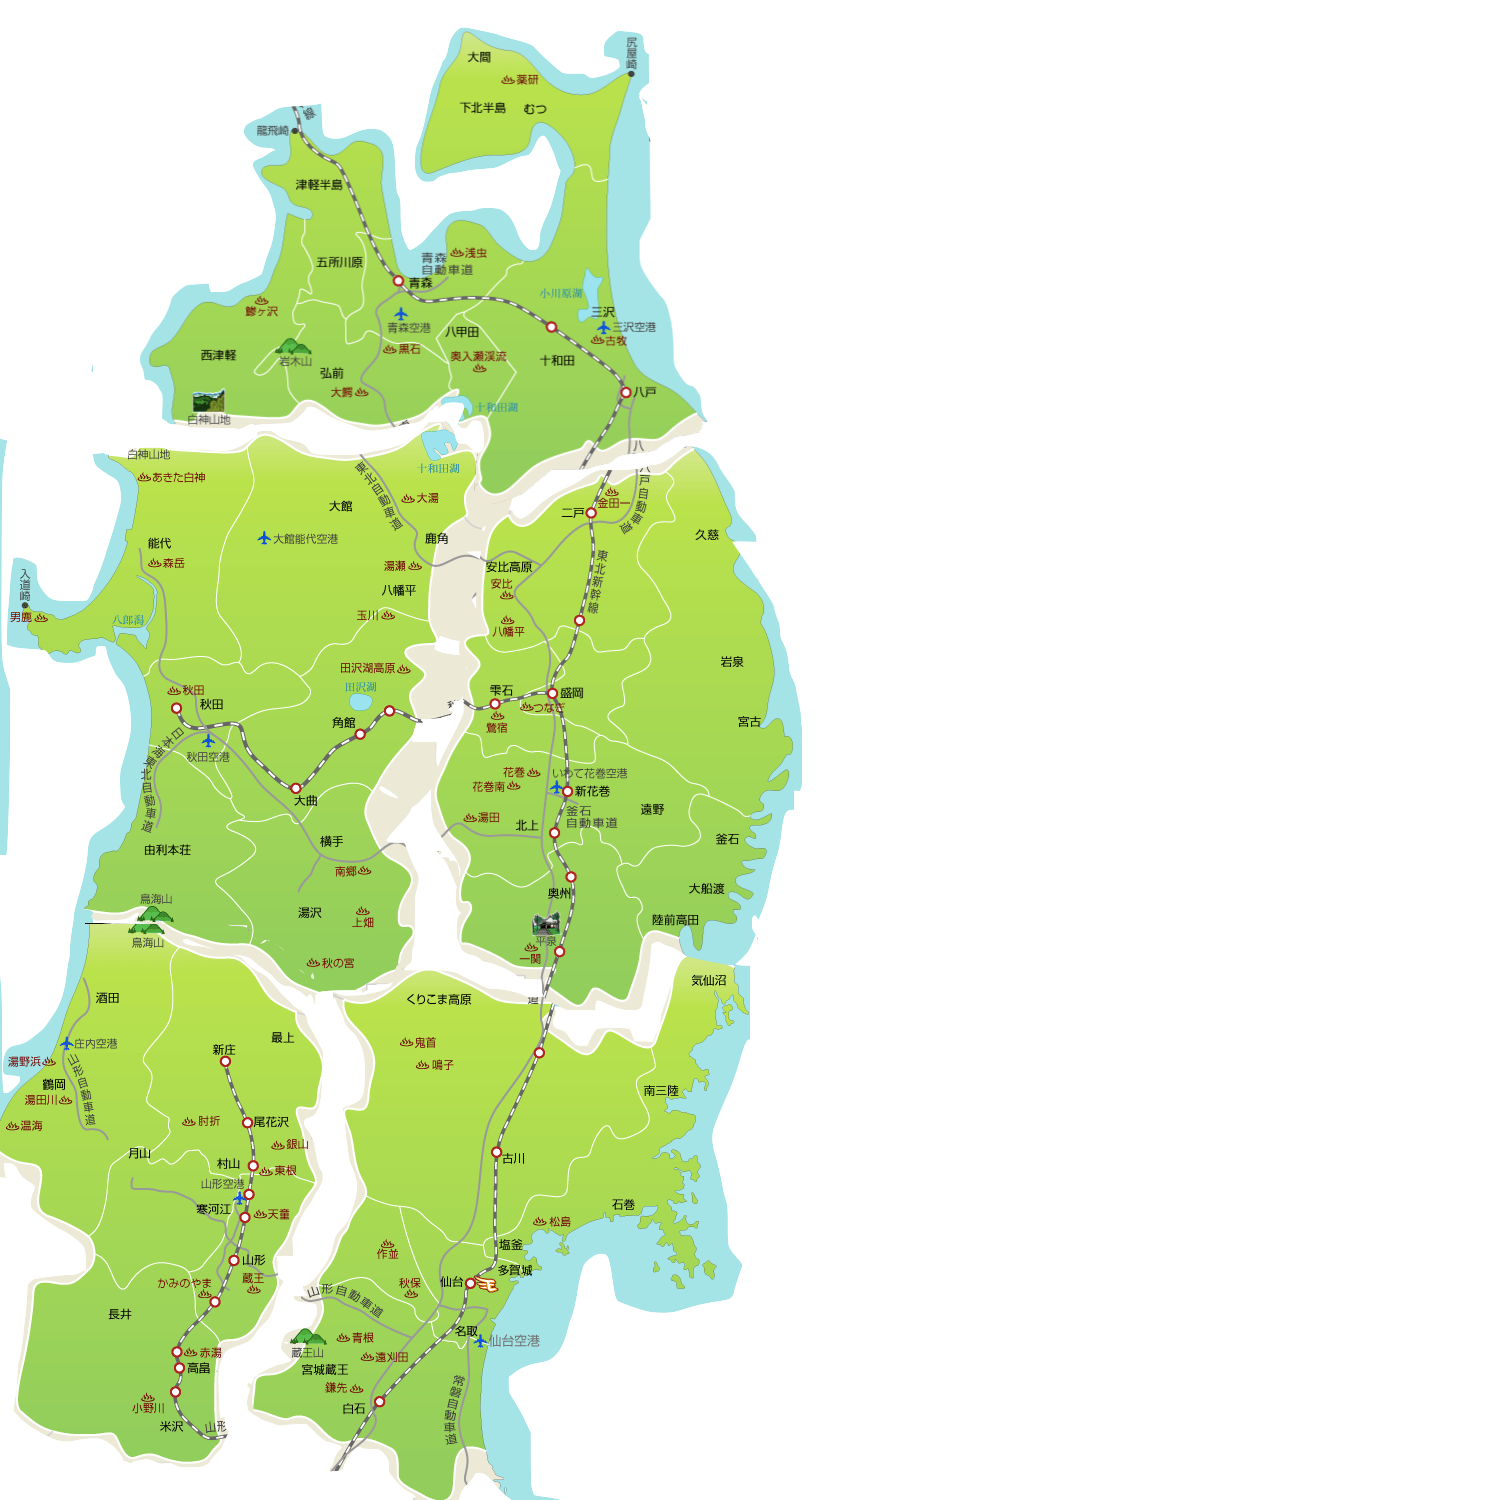 大間
尻屋崎
薬研
下北半島
むつ
龍飛崎
津軽半島
五所川原
青森
自動車道
浅虫
青森
小川原湖
鰺ヶ沢
三沢
青森空港
三沢空港
八甲田
古牧
黒石
西津軽
岩木山
奥入瀬渓流
十和田
弘前
大鰐
八戸
十和田湖
白神山地
八
白神山地
十和田湖
あきた白神
東北自動車道
八戸自動車道
大湯
金田一
大館
二戸
久慈
大館能代空港
鹿角
能代
東北新幹線
森岳
湯瀬
安比高原
安比
入道崎
八幡平
男鹿
八郎潟
玉川
八幡平
岩泉
田沢湖高原
田沢湖
秋田
秋田
雫石
盛岡
つなぎ
角館
鶯宿
宮古
日本海東北自動車道
秋田空港
花巻
いわて花巻空港
花巻南
新花巻
大曲
釜石
自動車道
遠野
湯田
北上
横手
釜石
由利本荘
南郷
大船渡
奥州
鳥海山
湯沢
上畑
陸前高田
鳥海山
平泉
一関
秋の宮
気仙沼
酒田
くりこま高原
道
最上
庄内空港
鬼首
新庄
湯野浜
山形自動車道
鳴子
鶴岡
南三陸
湯田川
温海
肘折
尾花沢
銀山
月山
村山
東根
古川
山形空港
寒河江
天童
石巻
松島
作並
塩釜
山形
多賀城
蔵王
かみのやま
秋保
仙台
山形自動車道
長井
名取
仙台空港
青根
赤湯
蔵王山
遠刈田
高畠
宮城蔵王
鎌先
小野川
白石
常磐自動車道
米沢
山形